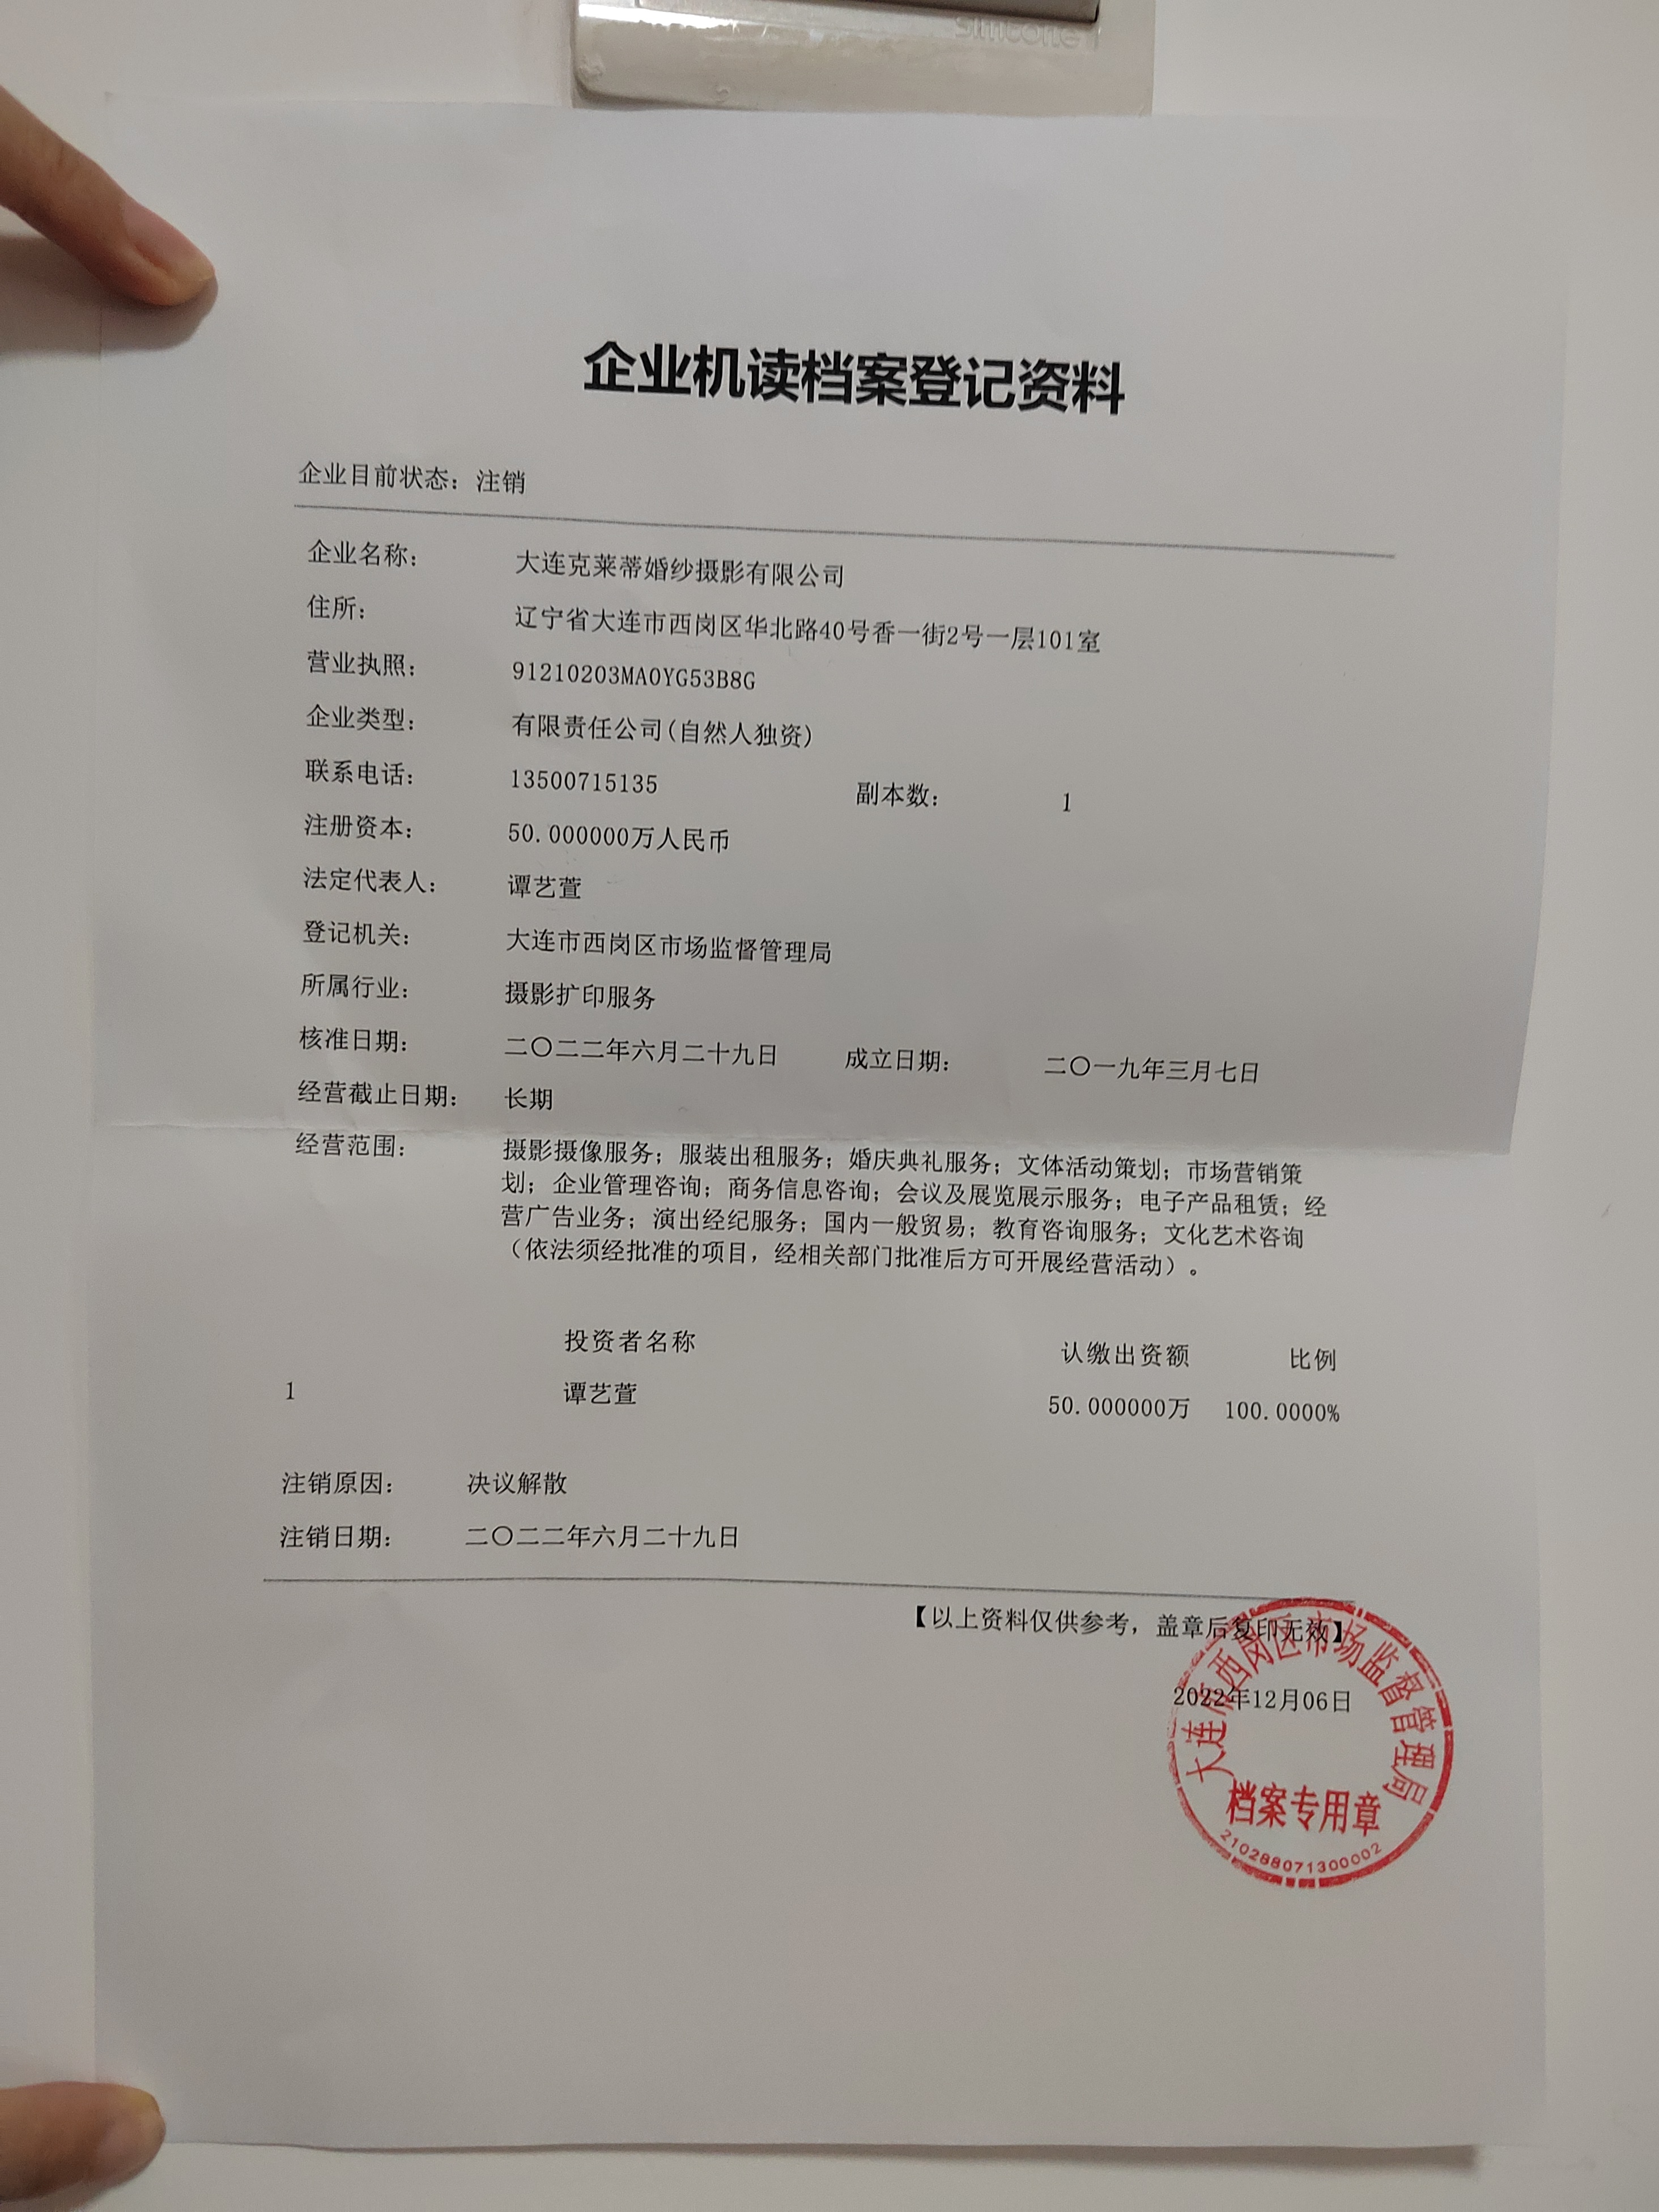 simcone
企业机读档案登记资料
企业目前状态：注销
企业名称： 大连克莱蒂婚纱摄影有限公司
住所： 辽宁省大连市西岗区华北路40号香一街2号一层101室
营业执照： 91210203MA0YG53B8G
企业类型： 有限责任公司(自然人独资)
联系电话： 13500715135 副本数： 1
注册资本： 50.000000万人民币
法定代表人： 谭艺萱
登记机关： 大连市西岗区市场监督管理局
所属行业： 摄影扩印服务
核准日期： 二〇二二年六月二十九日 成立日期： 二〇一九年三月七日
经营截止日期： 长期
经营范围： 摄影摄像服务；服装出租服务；婚庆典礼服务；文体活动策划；市场营销策
划；企业管理咨询；商务信息咨询；会议及展览展示服务；电子产品租赁；经
营广告业务；演出经纪服务；国内一般贸易；教育咨询服务；文化艺术咨询
（依法须经批准的项目，经相关部门批准后方可开展经营活动）。
投资者名称 认缴出资额 比例
1 谭艺萱 50.000000万 100.0000%
注销原因： 决议解散
注销日期： 二〇二二年六月二十九日
【以上资料仅供参考，盖章后复印无效】
2022年12月06日
大连市西岗区市场监督管理局
档案专用章
210288071300002